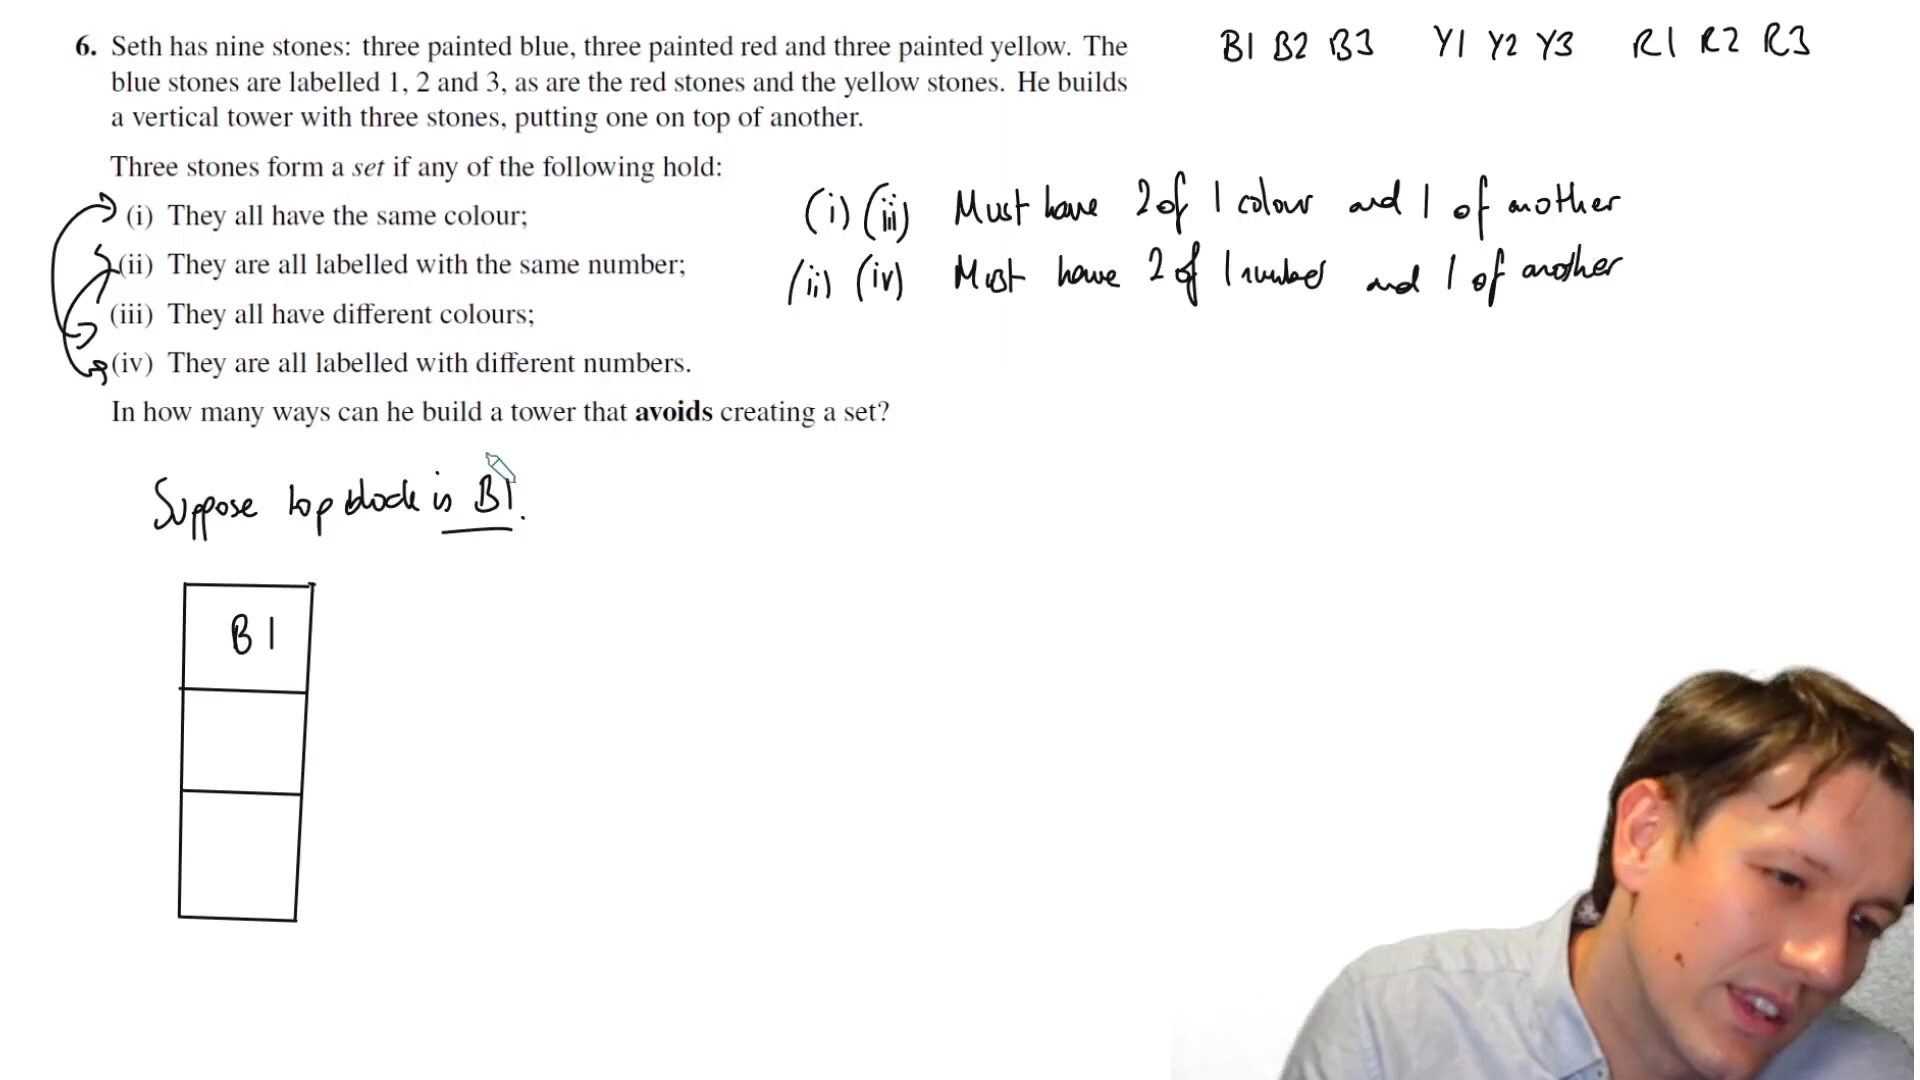 6. Seth has nine stones: three painted blue, three painted red and three painted yellow. The
blue stones are labelled 1, 2 and 3, as are the red stones and the yellow stones. He builds
a vertical tower with three stones, putting one on top of another.
B1 B2 B3 Y1 Y2 Y3 R1 R2 R3
Three stones form a set if any of the following hold:
(i) They all have the same colour;
(ii) They are all labelled with the same number;
(iii) They all have different colours;
(iv) They are all labelled with different numbers.
(i) (iii) Must have 2 of 1 colour and 1 of another
(ii) (iv) Must have 2 of 1 number and 1 of another
In how many ways can he build a tower that avoids creating a set?
Suppose top block is B1.
B1